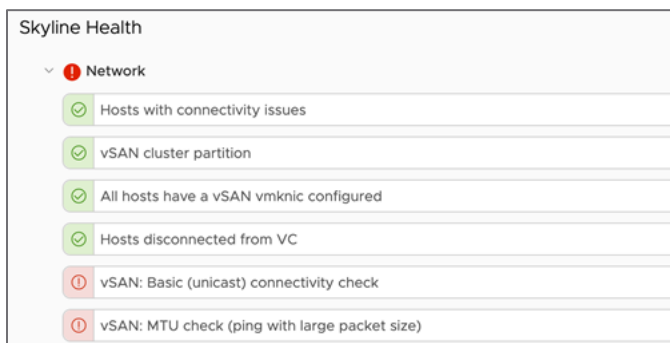 Skyline Health
Network
Hosts with connectivity issues
vSAN cluster partition
All hosts have a vSAN vmknic configured
Hosts disconnected from VC
vSAN: Basic (unicast) connectivity check
vSAN: MTU check (ping with large packet size)